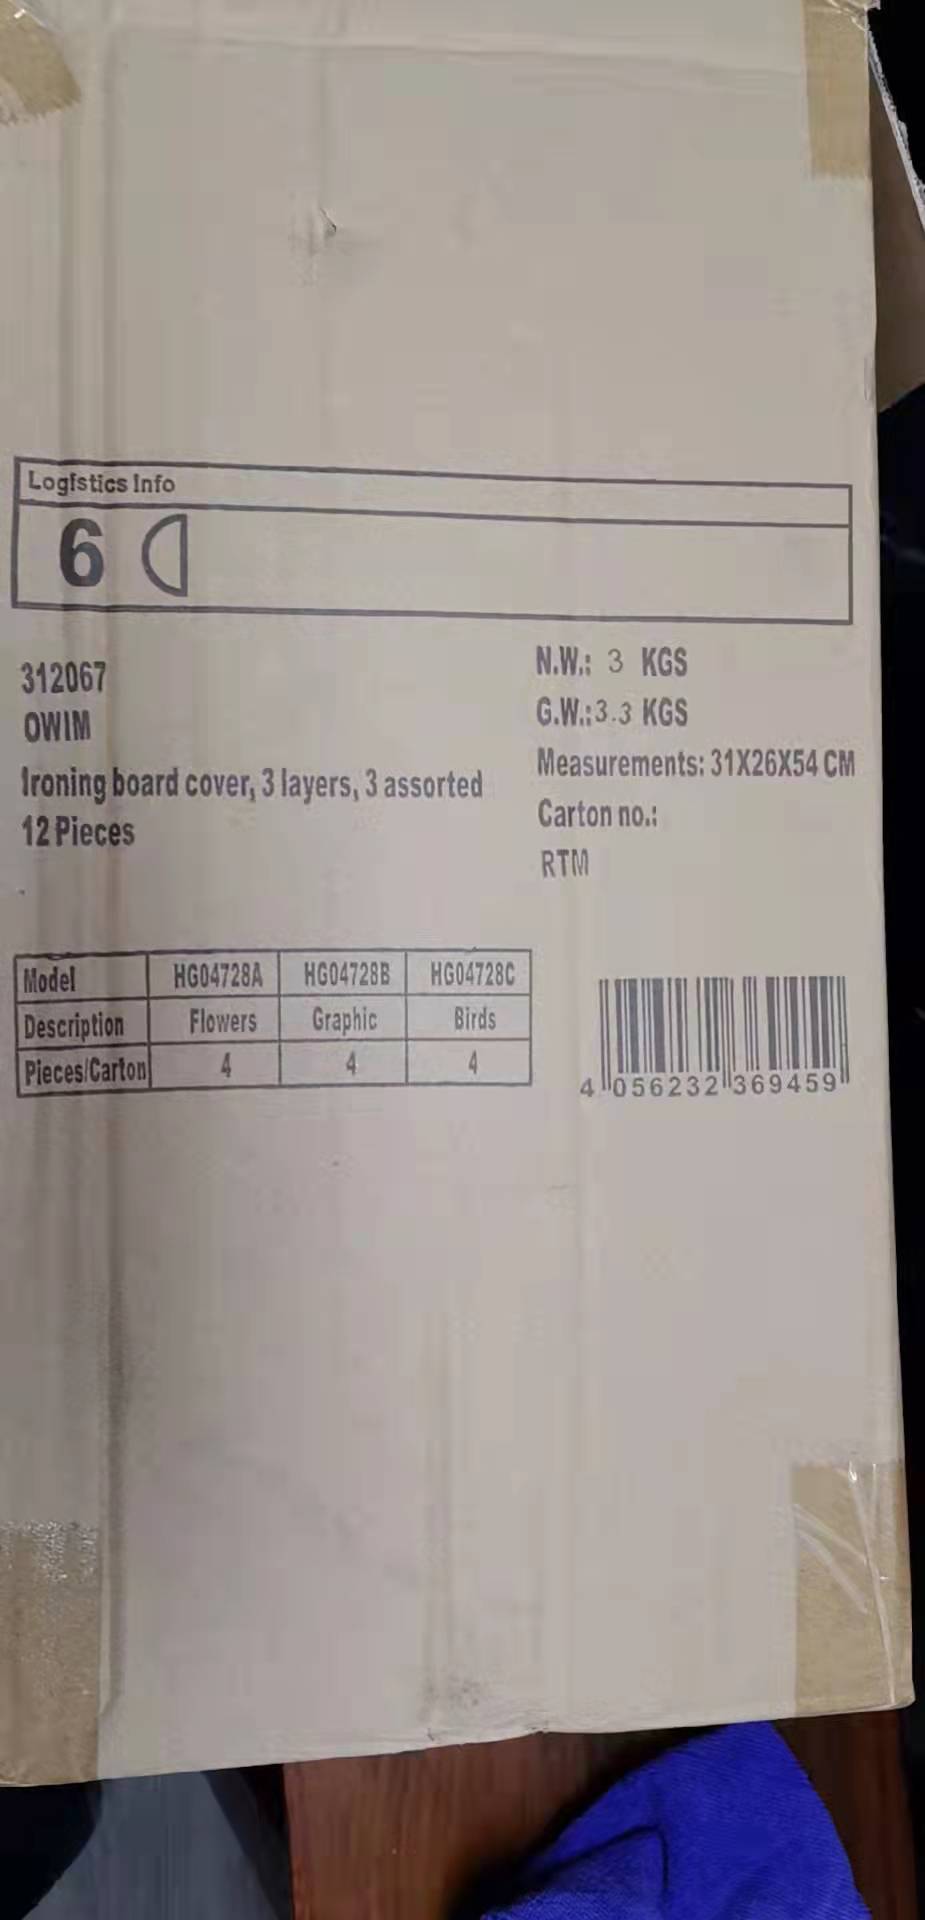 Logistics Info
6
312067
OWIM
Ironing board cover, 3 layers, 3 assorted
12 Pieces
N.W.: 3 KGS
G.W.:3.3 KGS
Measurements: 31X26X54 CM
Carton no.:
RTM
Model HG04728A HG04728B HG04728C
Description Flowers Graphic Birds
Pieces/Carton 4 4 4
4 056232 369459